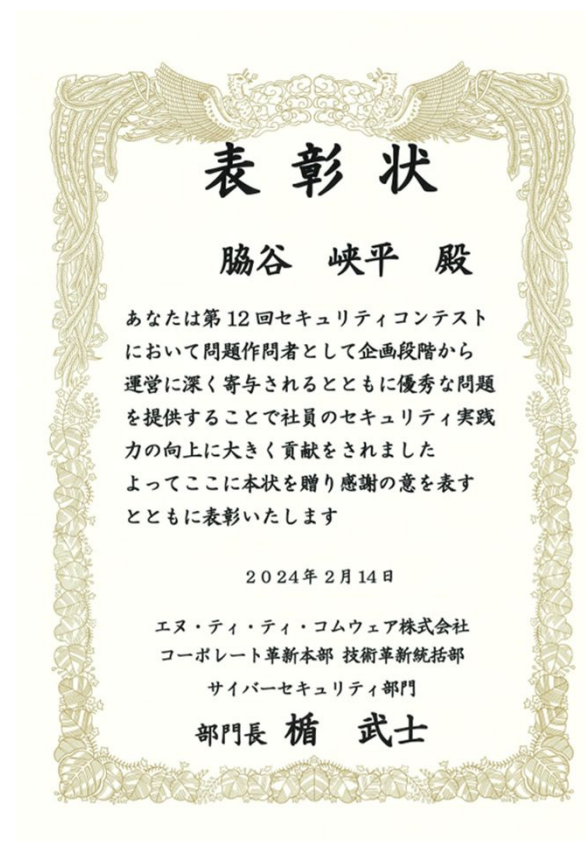 表彰状
脇谷 峡平 殿
あなたは第12回セキュリティコンテスト
において問題作問者として企画段階から
運営に深く寄与されるとともに優秀な問題
を提供することで社員のセキュリティ実践
力の向上に大きく貢献をされました
よってここに本状を贈り感謝の意を表す
とともに表彰いたします
2024年2月14日
エヌ・ティ・ティ・コムウェア株式会社
コーポレート革新本部 技術革新統括部
サイバーセキュリティ部門
部門長 楯 武士